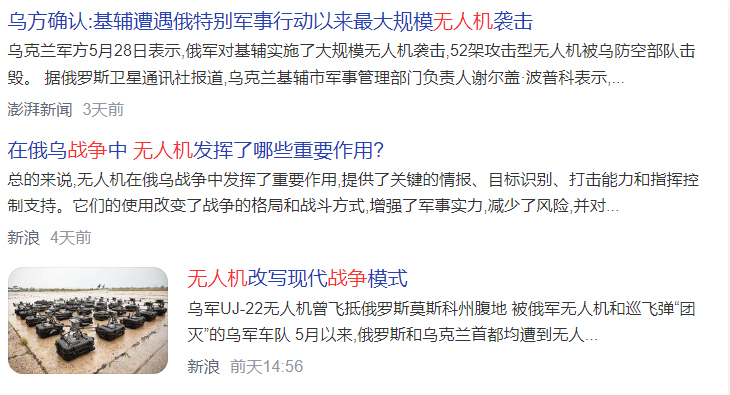 乌方确认:基辅遭遇俄特别军事行动以来最大规模无人机袭击
乌克兰军方5月28日表示,俄军对基辅实施了大规模无人机袭击,52架攻击型无人机被乌防空部队击
毁。 据俄罗斯卫星通讯社报道,乌克兰基辅市军事管理部门负责人谢尔盖·波普科表示,...
澎湃新闻 3天前
在俄乌战争中 无人机发挥了哪些重要作用?
总的来说,无人机在俄乌战争中发挥了重要作用,提供了关键的情报、目标识别、打击能力和指挥控
制支持。它们的使用改变了战争的格局和战斗方式,增强了军事实力,减少了风险,并对...
新浪 4天前
无人机改写现代战争模式
乌军UJ-22无人机曾飞抵俄罗斯莫斯科州腹地 被俄军无人机和巡飞弹“团
灭”的乌军车队 5月以来,俄罗斯和乌克兰首都均遭到无人...
新浪 前天14:56